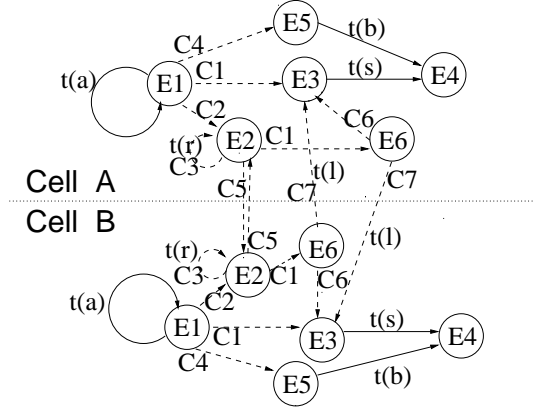 E5
C4
t(b)
E1
C1
E3
t(s)
E4
t(a)
C2
C6
t(r)
E2
C1
E6
C3
t(l)
C7
C7
Cell A
C5
Cell B
t(r)
C5
E6
t(l)
C3
E2
C1
C6
t(a)
C2
E1
C1
E3
t(s)
E4
C4
E5
t(b)